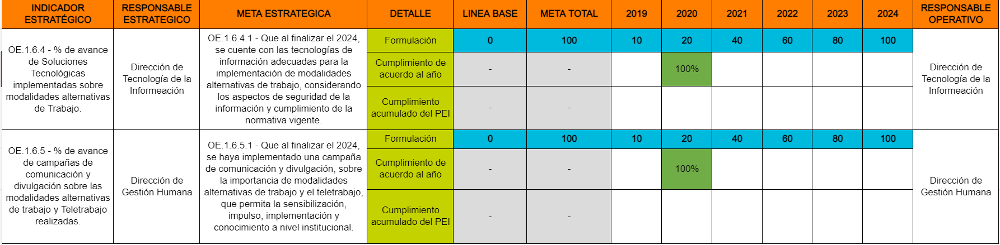 INDICADOR
ESTRATÉGICO
RESPONSABLE
ESTRATEGICO
META ESTRATEGICA
DETALLE
LINEA BASE
META TOTAL
2019
2020
2021
2022
2023
2024
RESPONSABLE
OPERATIVO
OE.1.6.4 - % de avance
de Soluciones
Tecnológicas
implementadas sobre
modalidades alternativas
de Trabajo.
Dirección de
Tecnología de la
Informeación
OE.1.6.4.1 - Que al finalizar el 2024,
se cuente con las tecnologías de
información adecuadas para la
implementación de modalidades
alternativas de trabajo, considerando
los aspectos de seguridad de la
información y cumplimiento de la
normativa vigente.
Formulación
0
100
10
20
40
60
80
100
Cumplimiento de
acuerdo al año
-
-
100%
Cumplimiento
acumulado del PEI
-
-
Dirección de
Tecnología de la
Informeación
OE.1.6.5 - % de avance
de campañas de
comunicación y
divulgación sobre las
modalidades alternativas
de trabajo y Teletrabajo
realizadas.
Dirección de
Gestión Humana
OE.1.6.5.1 - Que al finalizar el 2024,
se haya implementado una campaña
de comunicación y divulgación, sobre
la importancia de modalidades
alternativas de trabajo y el teletrabajo,
que permita la sensibilización,
impulso, implementación y
conocimiento a nivel institucional.
Formulación
0
100
10
20
40
60
80
100
Cumplimiento de
acuerdo al año
-
-
100%
Cumplimiento
acumulado del PEI
-
-
Dirección de
Gestión Humana